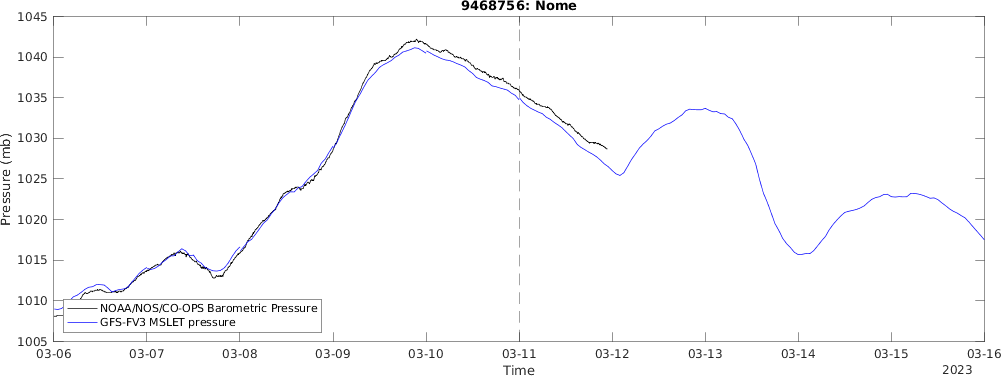 9468756: Nome
1045
1040
1035
1030
1025
1020
1015
1010
1005
Pressure (mb)
NOAA/NOS/CO-OPS Barometric Pressure
GFS-FV3 MSLET pressure
03-06 03-07 03-08 03-09 03-10 03-11 03-12 03-13 03-14 03-15 03-16
Time
2023